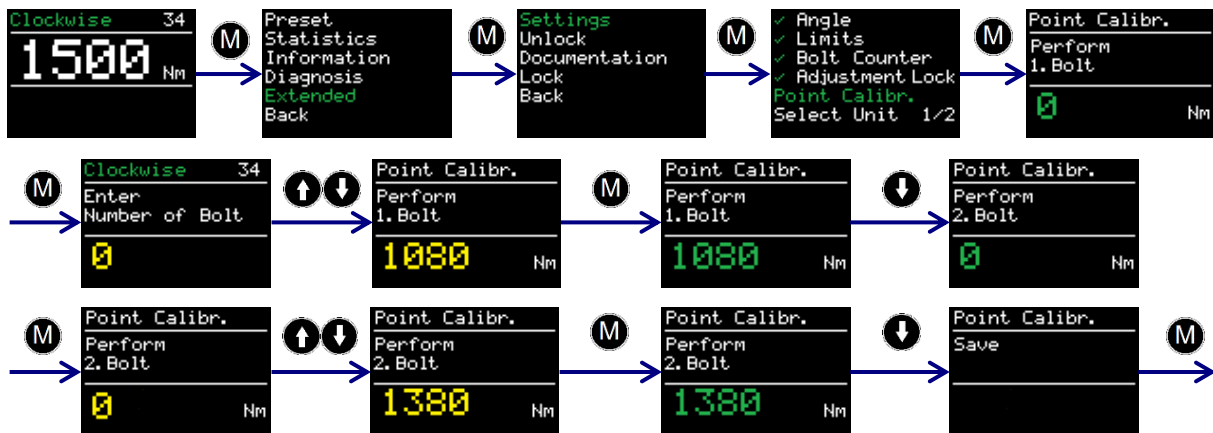 Clockwise 34
1500 Nm
M
Preset
Statistics
Information
Diagnosis
Extended
Back
M
Settings
Unlock
Documentation
Lock
Back
M
✓ Angle
✓ Limits
✓ Bolt Counter
✓ Adjustment Lock
Point Calibr.
Select Unit 1/2
M
Point Calibr.
Perform
1. Bolt
0 Nm
M
Clockwise 34
Enter
Number of Bolt
0
Point Calibr.
Perform
1. Bolt
1080 Nm
M
Point Calibr.
Perform
1. Bolt
1080 Nm
Point Calibr.
Perform
2. Bolt
0 Nm
M
Point Calibr.
Perform
2. Bolt
0 Nm
Point Calibr.
Perform
2. Bolt
1380 Nm
M
Point Calibr.
Perform
2. Bolt
1380 Nm
Point Calibr.
Save
M